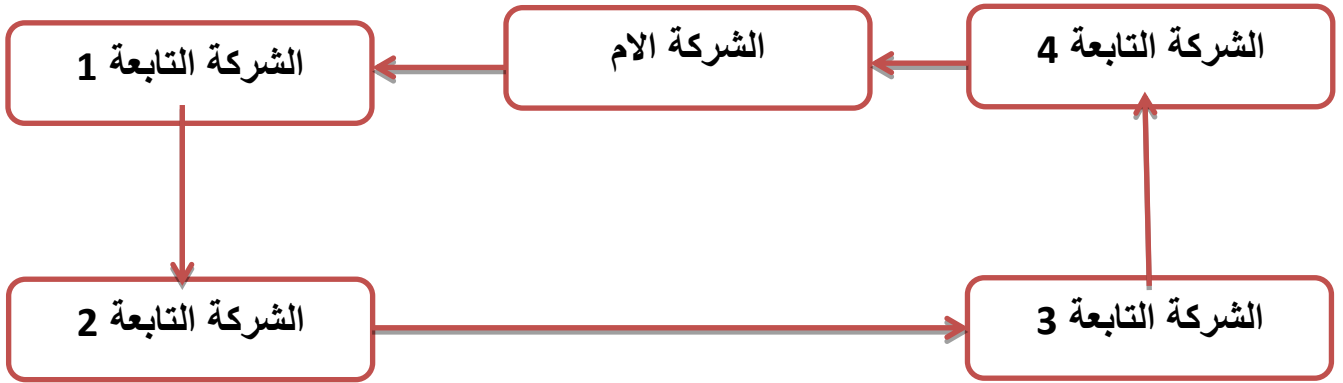 الشركة التابعة 4
الشركة الام
الشركة التابعة 1
الشركة التابعة 3
الشركة التابعة 2